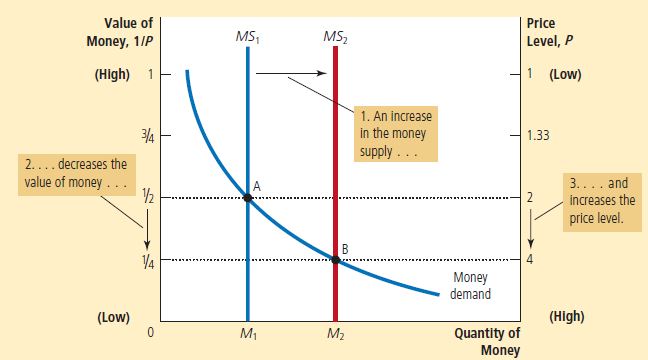 Value of
Money, 1/P
Price
Level, P
MS1
MS2
(High) 1
1 (Low)
1. An increase
in the money
supply . . .
3/4
1.33
2. . . . decreases the
value of money . . .
A
1/2
2
3. . . . and
increases the
price level.
B
1/4
4
Money
demand
(Low)
(High)
0
M1
M2
Quantity of
Money